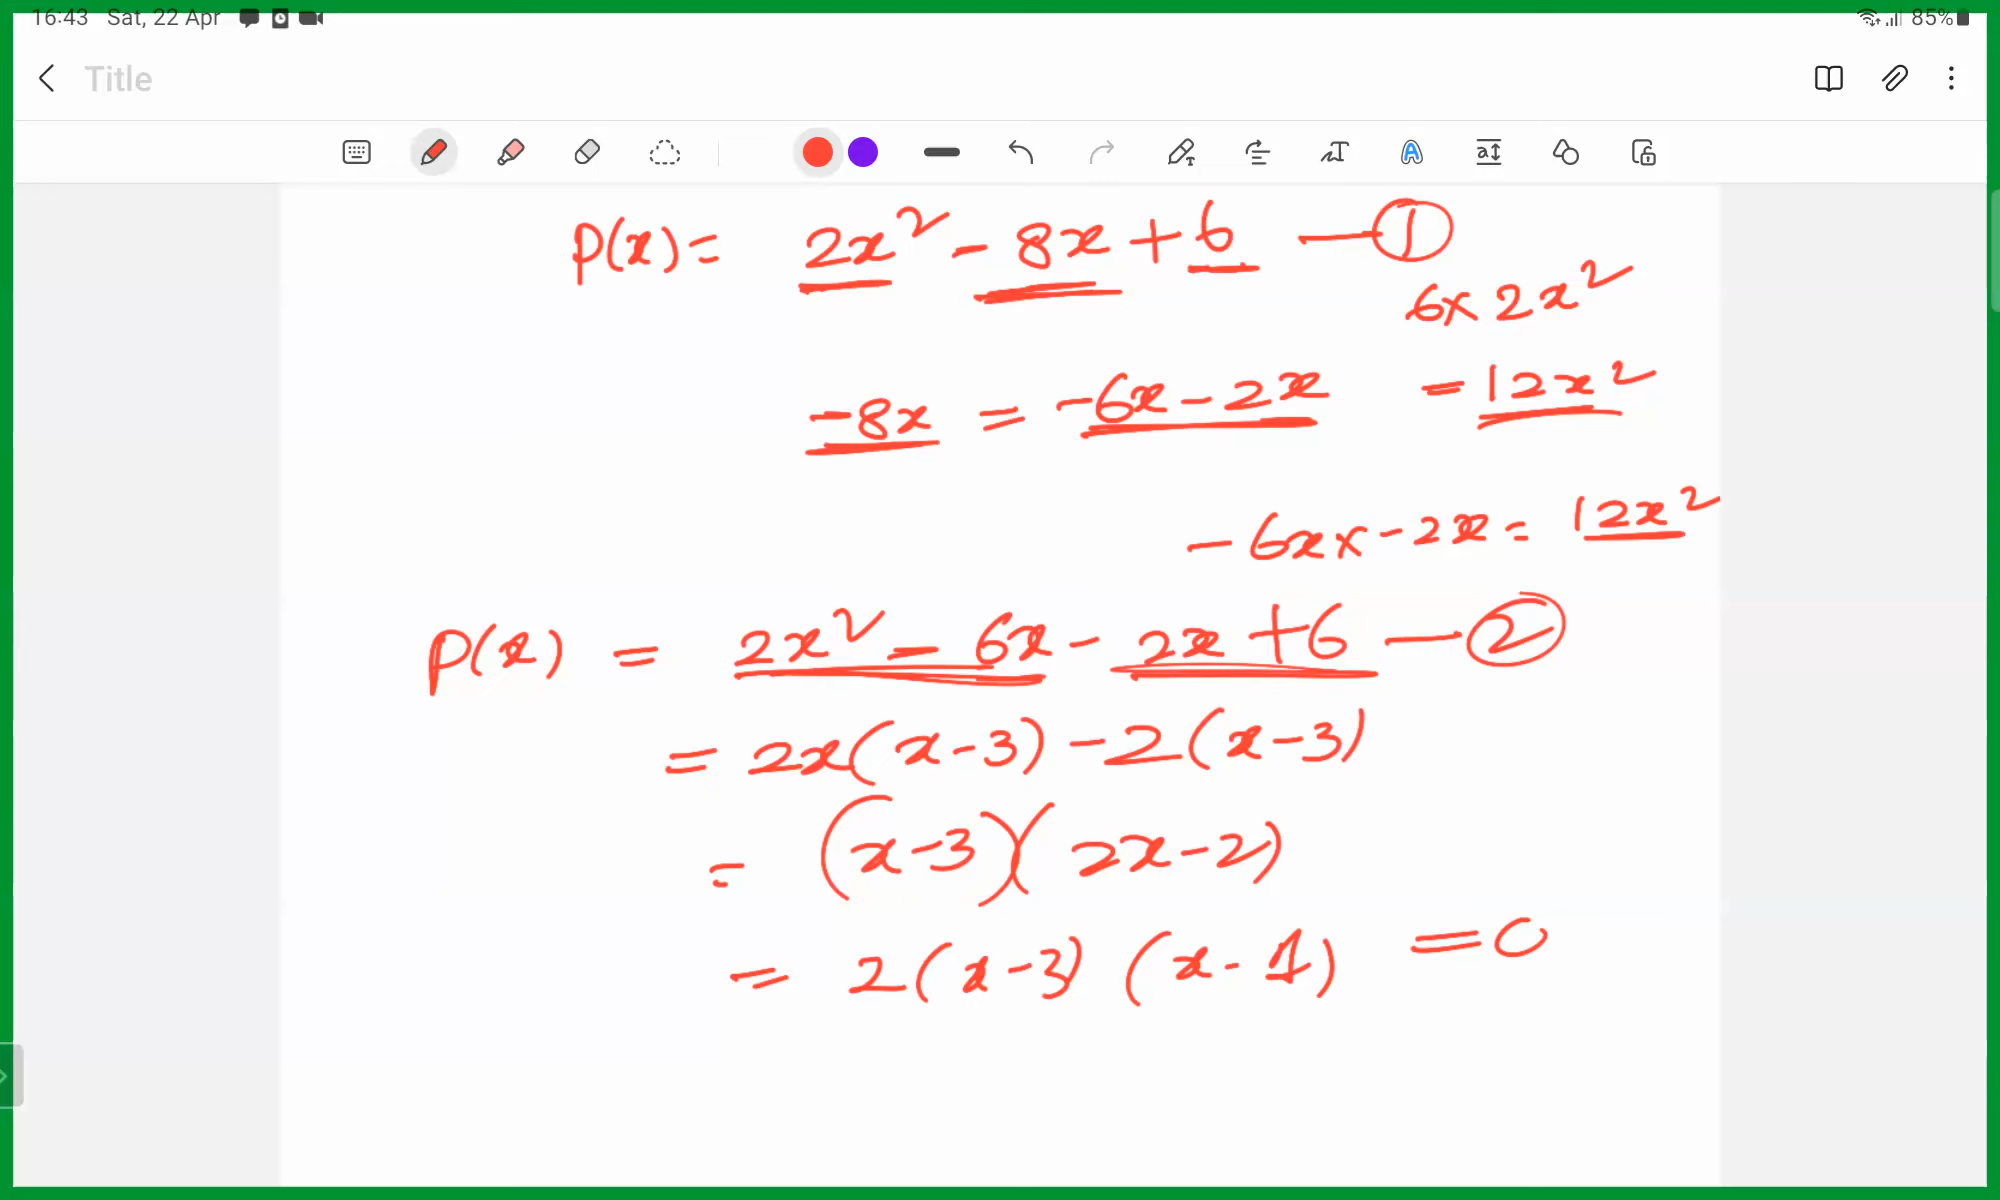 16:43 Sat, 22 Apr 85%
Title
P(x) = 2x² - 8x + 6 — ①
6x 2x²
-8x = -6x - 2x = 12x²
- 6x x - 2x = 12x²
P(x) = 2x² - 6x - 2x + 6 — ②
= 2x(x-3) - 2(x-3)
= (x-3)(2x-2)
= 2(x-3)(x-1) = 0